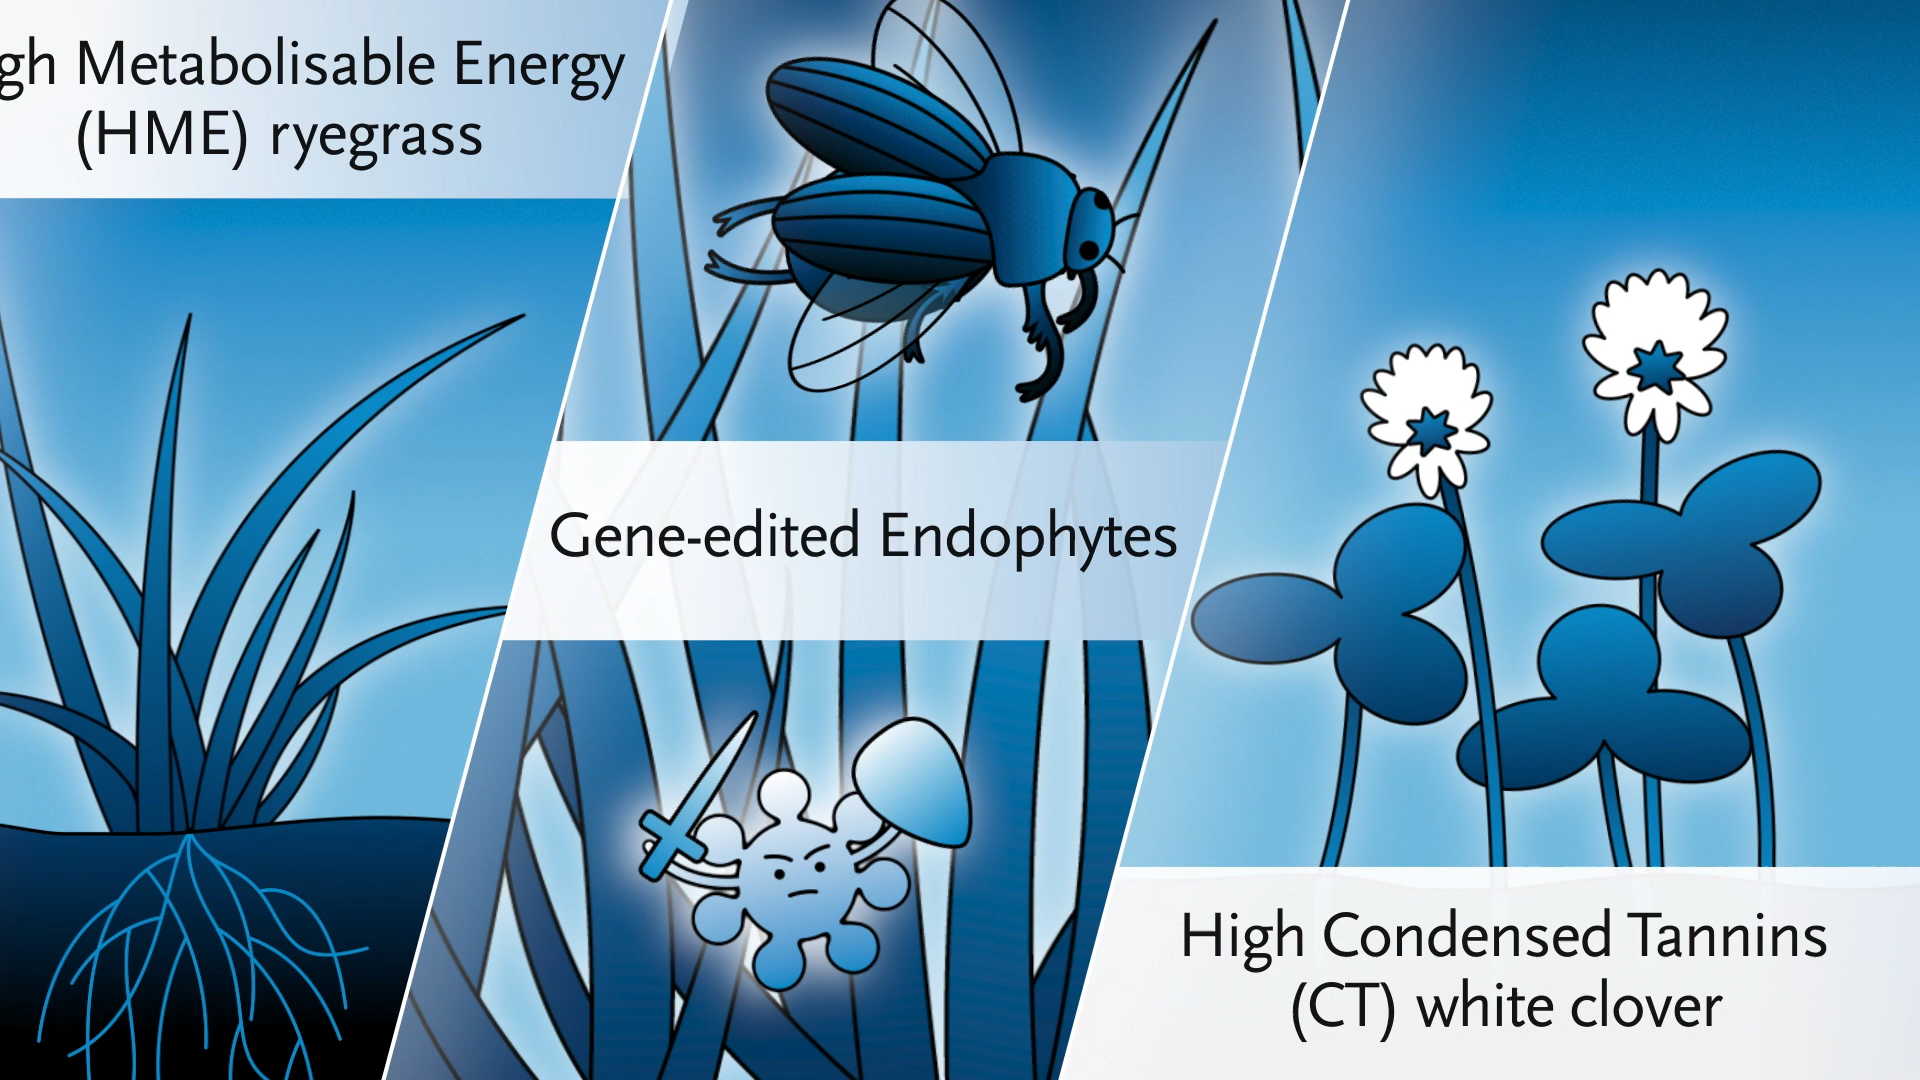 gh Metabolisable Energy
(HME) ryegrass
Gene-edited Endophytes
High Condensed Tannins
(CT) white clover